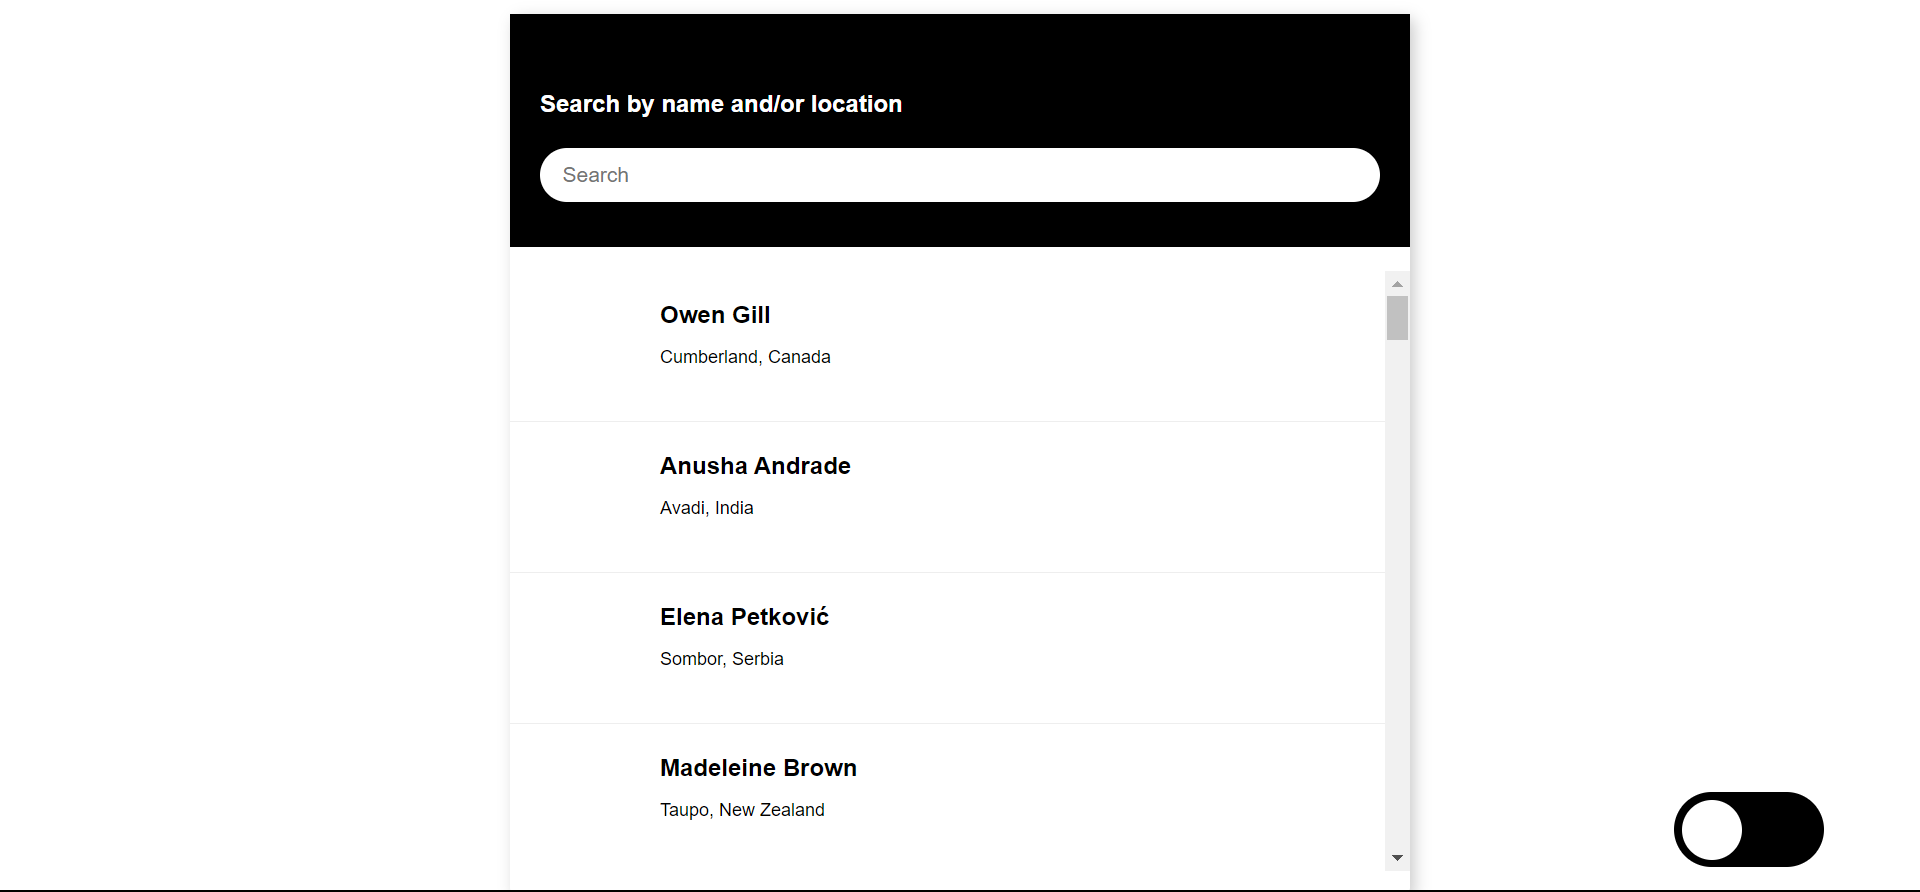 Search by name and/or location
Search
Owen Gill
Cumberland, Canada
Anusha Andrade
Avadi, India
Elena Petković
Sombor, Serbia
Madeleine Brown
Taupo, New Zealand